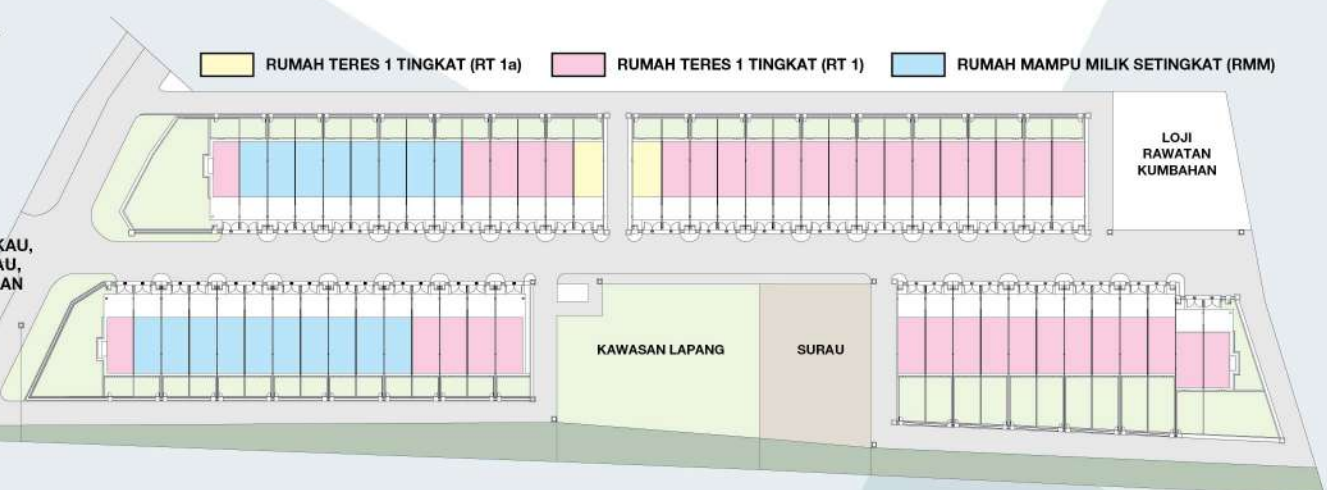 RUMAH TERES 1 TINGKAT (RT 1a)
RUMAH TERES 1 TINGKAT (RT 1)
RUMAH MAMPU MILIK SETINGKAT (RMM)
LOJI
RAWATAN
KUMBAHAN
KAWASAN LAPANG
SURAU